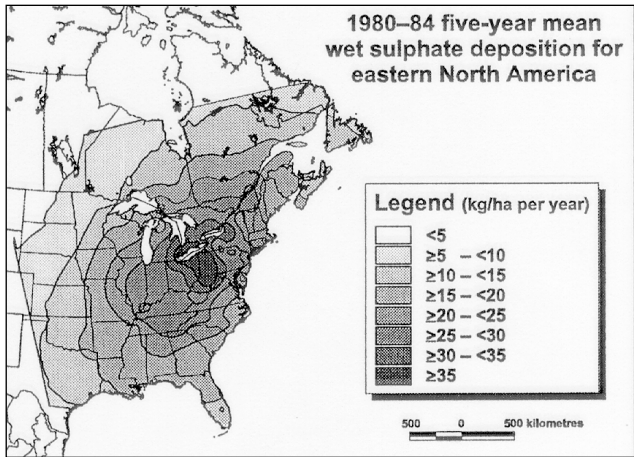 1980–84 five-year mean
wet sulphate deposition for
eastern North America
Legend (kg/ha per year)
<5
≥5 – <10
≥10 – <15
≥15 – <20
≥20 – <25
≥25 – <30
≥30 – <35
≥35
500 0 500 kilometres